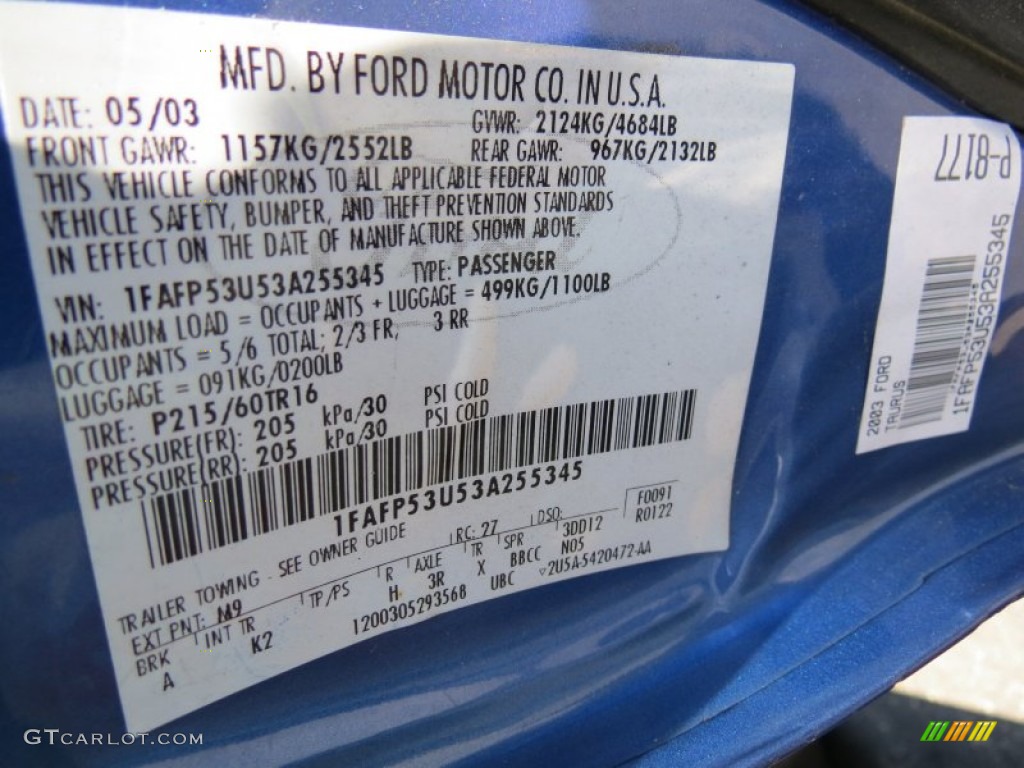 MFD. BY FORD MOTOR CO. IN U.S.A.
DATE: 05/03 GVWR: 2124KG/4684LB
FRONT GAWR: 1157KG/2552LB REAR GAWR: 967KG/2132LB
THIS VEHICLE CONFORMS TO ALL APPLICABLE FEDERAL MOTOR
VEHICLE SAFETY, BUMPER, AND THEFT PREVENTION STANDARDS
IN EFFECT ON THE DATE OF MANUFACTURE SHOWN ABOVE.
VIN: 1FAFP53U53A255345 TYPE: PASSENGER
MAXIMUM LOAD = OCCUPANTS + LUGGAGE = 499KG/1100LB
OCCUPANTS = 5/6 TOTAL; 2/3 FR, 3 RR
LUGGAGE = 091KG/0200LB
TIRE: P215/60TR16
PRESSURE(FR): 205 kPa/30 PSI COLD
PRESSURE(RR): 205 kPa/30 PSI COLD
1FAFP53U53A255345
TRAILER TOWING - SEE OWNER GUIDE
EXT PNT: M9 RC: 27 DSO: F0091
BRK INT TR TP/PS R AXLE TR SPR 3DD12 R0122
A K2 H 3R X BBCC N05
1200305293568 UBC ▽2U5A-5420472-AA
P-8177
1FAFP53U53A255345
2003 FORD
TAURUS
1FAFP53U53A255345
GTCARLOT.COM